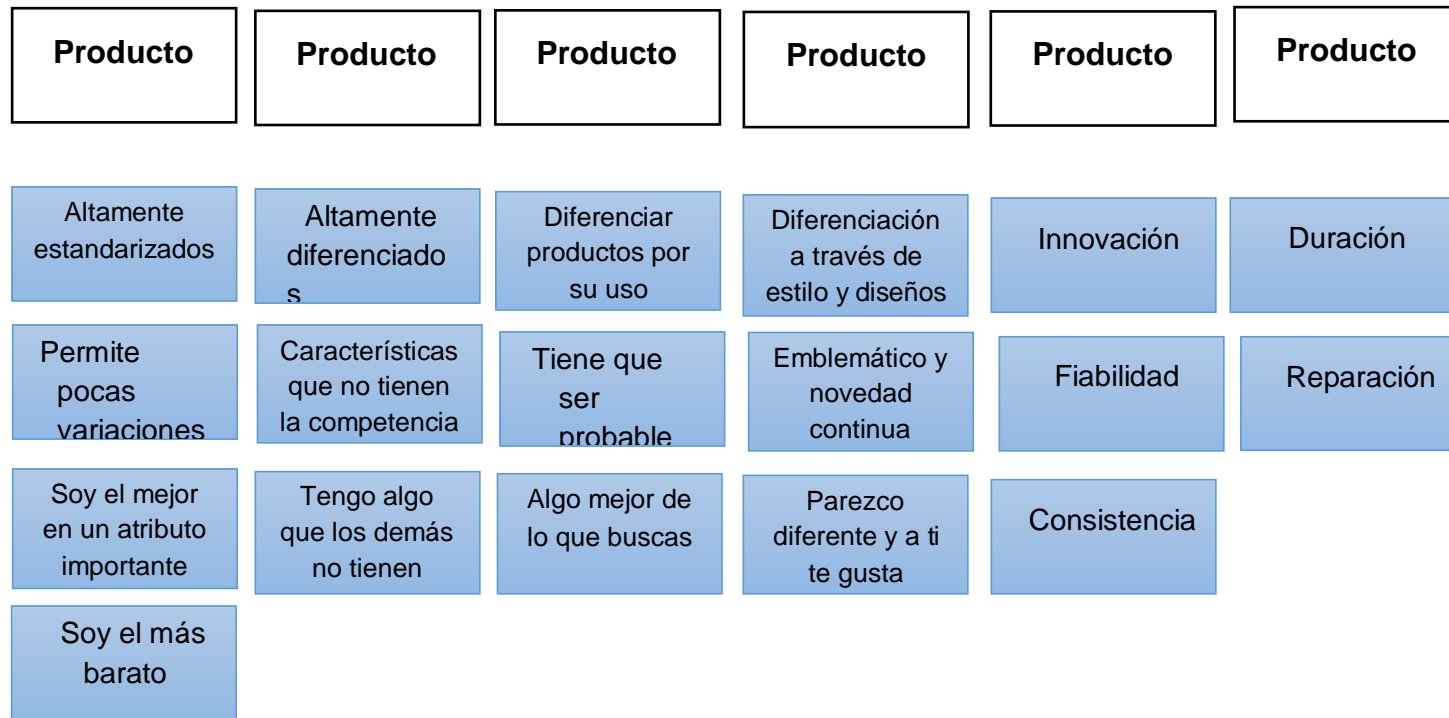 Producto
Producto
Producto
Producto
Producto
Producto
Altamente
estandarizados
Altamente
diferenciado
s
Diferenciar
productos por
su uso
Diferenciación
a través de
estilo y diseños
Innovación
Duración
Permite
pocas
variaciones
Características
que no tienen
la competencia
Tiene que
ser
probable
Emblemático y
novedad
continua
Fiabilidad
Reparación
Soy el mejor
en un atributo
importante
Tengo algo
que los demás
no tienen
Algo mejor de
lo que buscas
Parezco
diferente y a ti
te gusta
Consistencia
Soy el más
barato